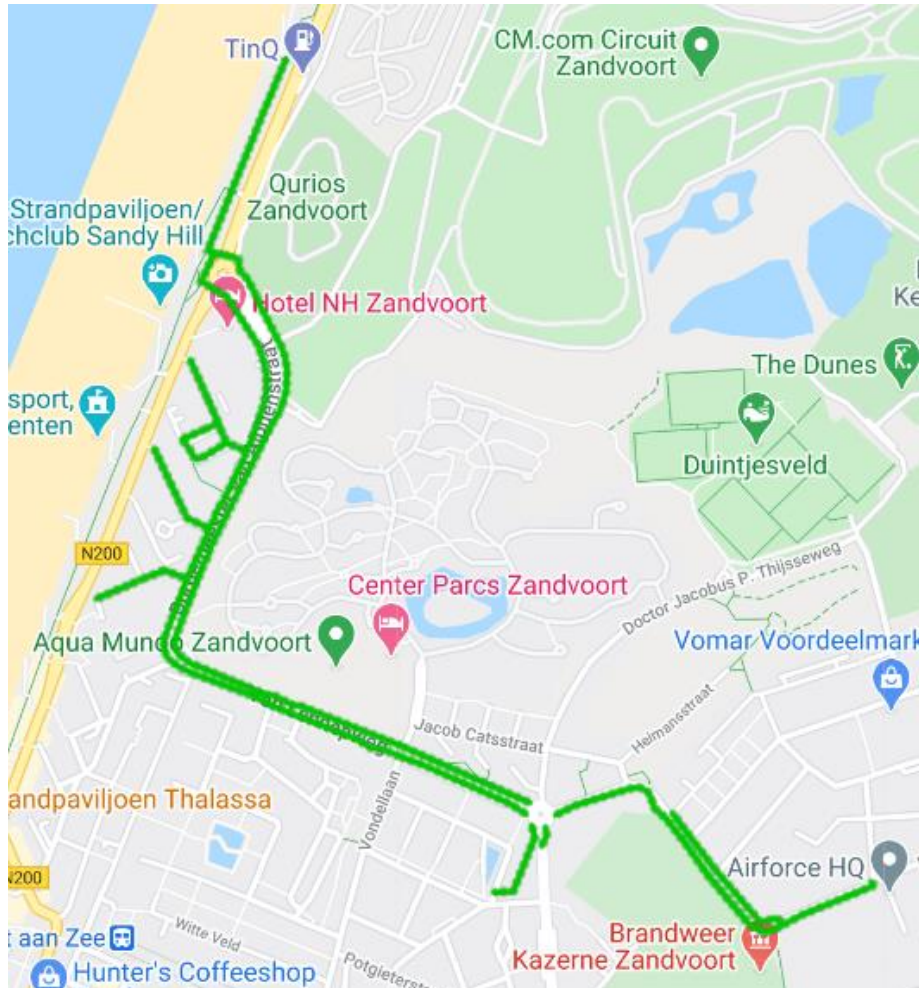 TinQ
CM.com Circuit
Zandvoort
Qurios
Zandvoort
Strandpaviljoen/
chclub Sandy Hill
Hotel NH Zandvoort
Ke
The Dunes
sport,
enten
Duintjesveld
N200
Center Parcs Zandvoort
Doctor Jacobus P. Thijsseweg
Aqua Mundo Zandvoort
Vomar Voordeelmark
Helmansstraat
Jacob Catsstraat
andpaviljoen Thalassa
Vondellaan
N200
Airforce HQ
Witte Veld
Brandweer
Kazerne Zandvoort
t aan Zee
Potgieterst
Hunter's Coffeeshop